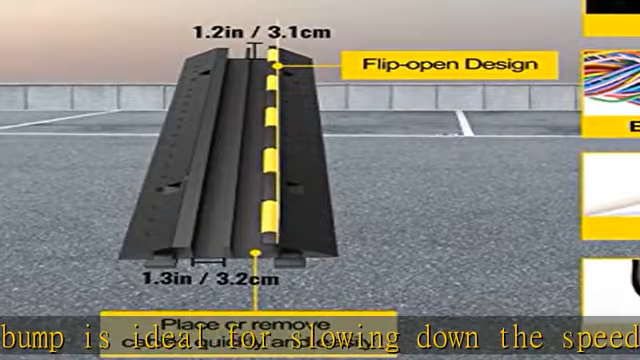 1.2in / 3.1cm
Flip-open Design
1.3in / 3.2cm
Place or remove
bump is ideal for slowing down the speed